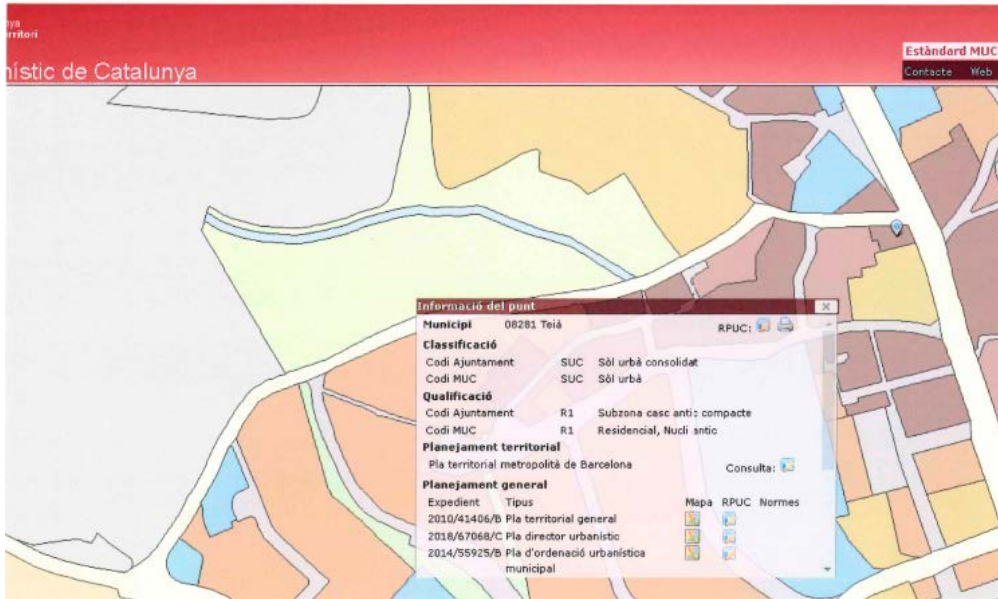 nya
erritori
nístic de Catalunya
Estàndard MUC
Contacte Web
Informació del punt
Municipi 08281 Teià RPUC:
Classificació
Codi Ajuntament SUC Sòl urbà consolidat
Codi MUC SUC Sòl urbà
Qualificació
Codi Ajuntament R1 Subzona casc antic compacte
Codi MUC R1 Residencial, Nucli antic
Planejament territorial
Pla territorial metropolità de Barcelona Consulta:
Planejament general
Expedient Tipus Mapa RPUC Normes
2010/41406/B Pla territorial general
2018/67068/C Pla director urbanístic
2014/55925/B Pla d'ordenació urbanística
municipal